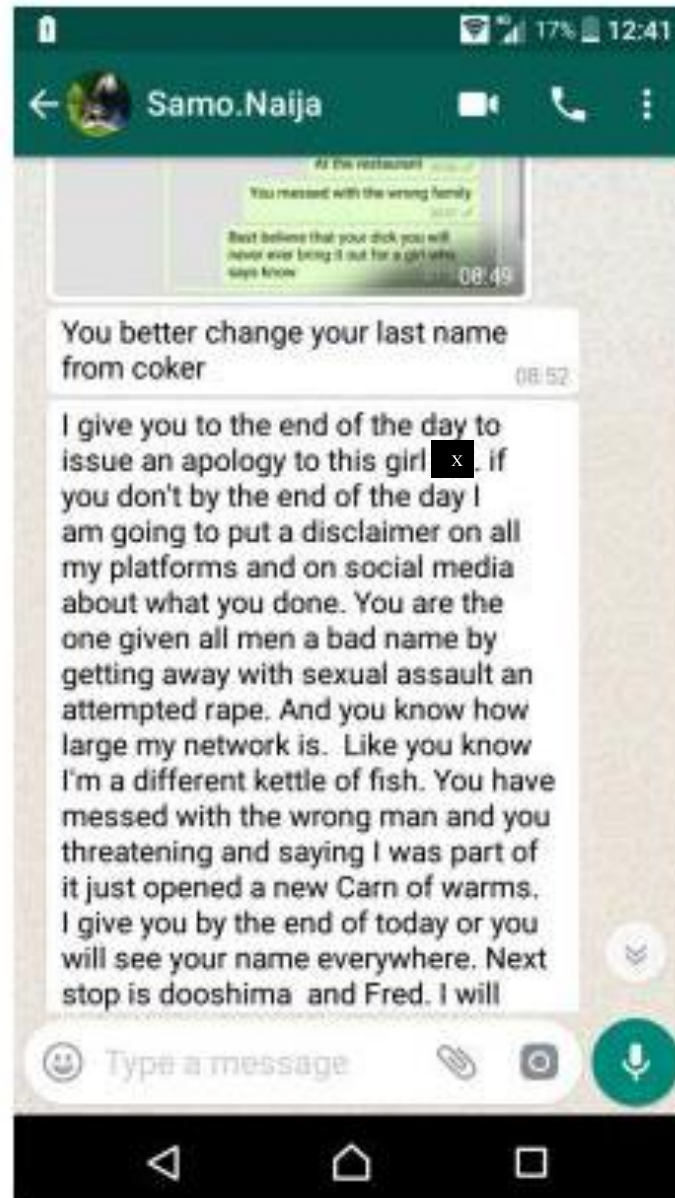 17% 12:41
Samo.Naija
At the restaurant
You messed with the wrong family
Best believe that your dick you will
never ever bring it out for a girl who
says know
08:49
You better change your last name
from coker
08:52
I give you to the end of the day to
issue an apology to this girl X . if
you don't by the end of the day I
am going to put a disclaimer on all
my platforms and on social media
about what you done. You are the
one given all men a bad name by
getting away with sexual assault an
attempted rape. And you know how
large my network is. Like you know
I'm a different kettle of fish. You have
messed with the wrong man and you
threatening and saying I was part of
it just opened a new Carn of warms.
I give you by the end of today or you
will see your name everywhere. Next
stop is dooshima and Fred. I will
Type a message